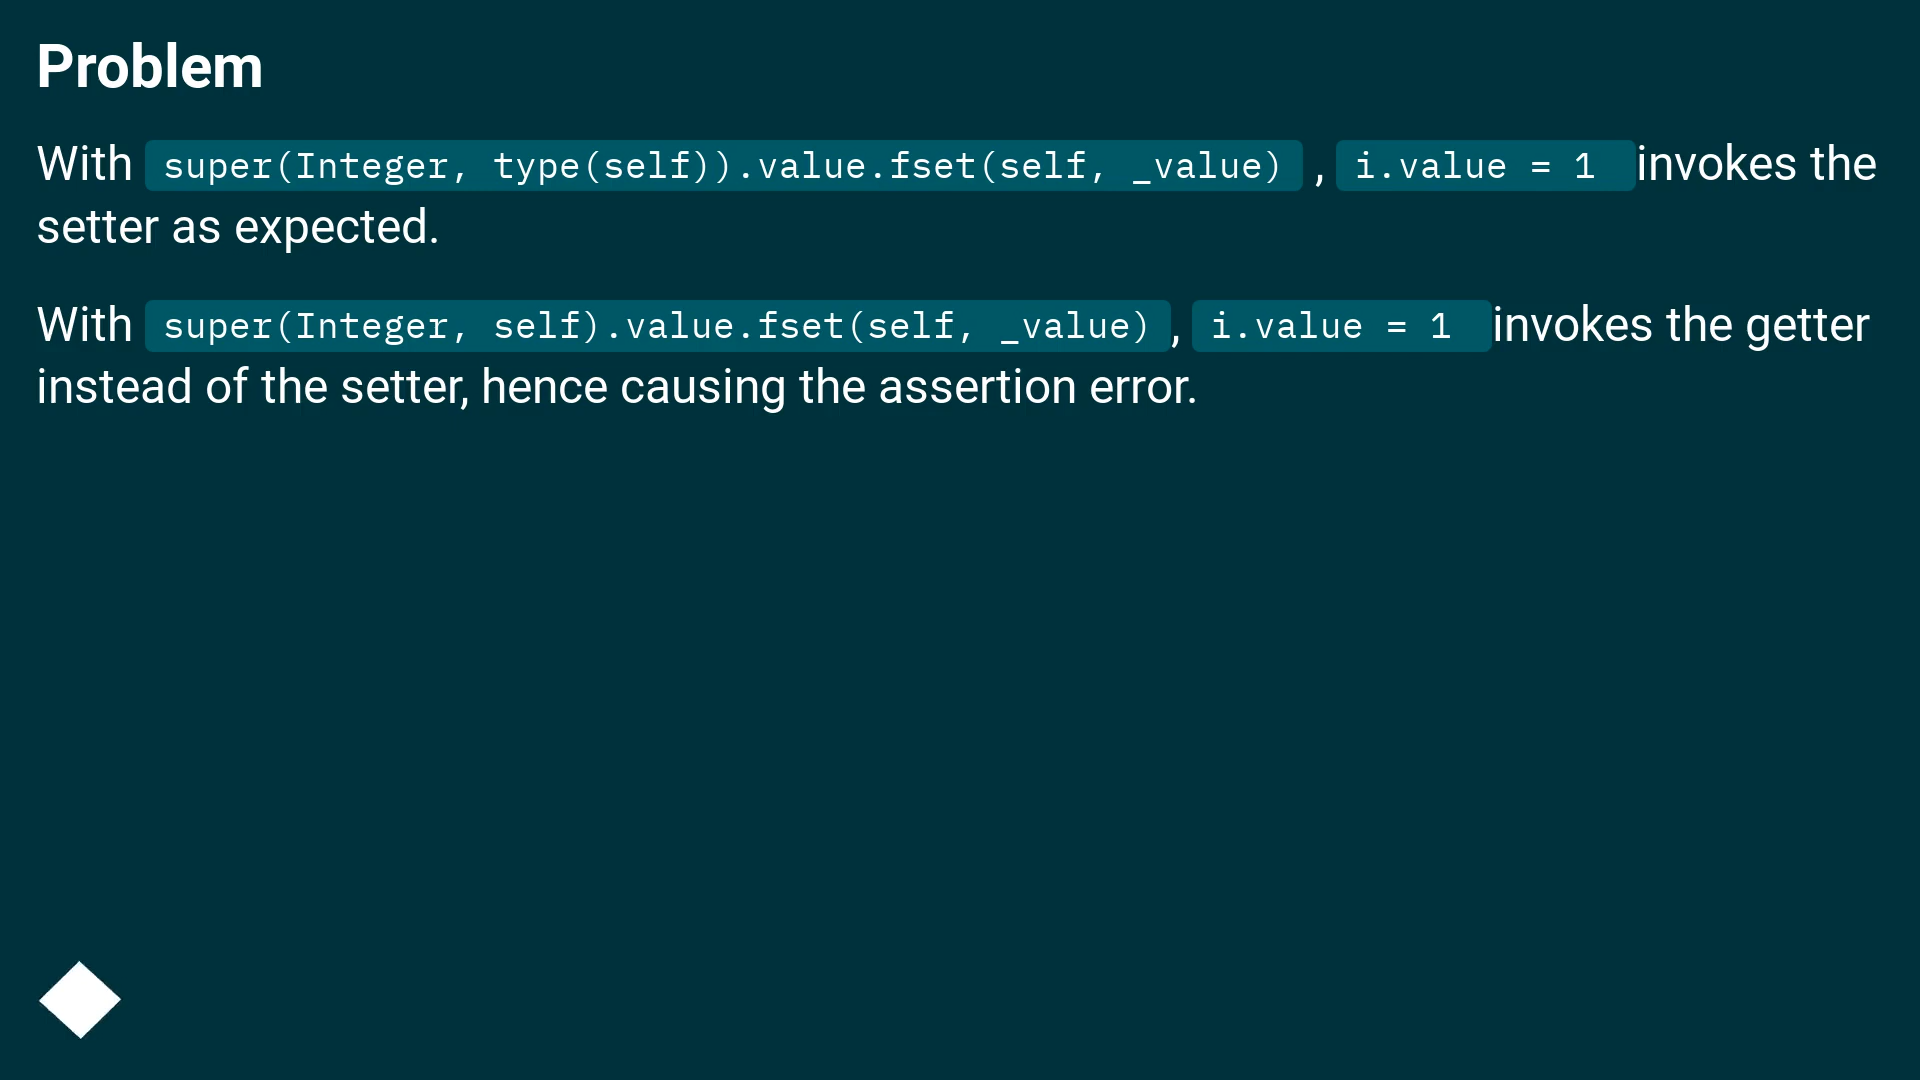 Problem
With super(Integer, type(self)).value.fset(self, _value) , i.value = 1 invokes the
setter as expected.
With super(Integer, self).value.fset(self, _value), i.value = 1 invokes the getter
instead of the setter, hence causing the assertion error.